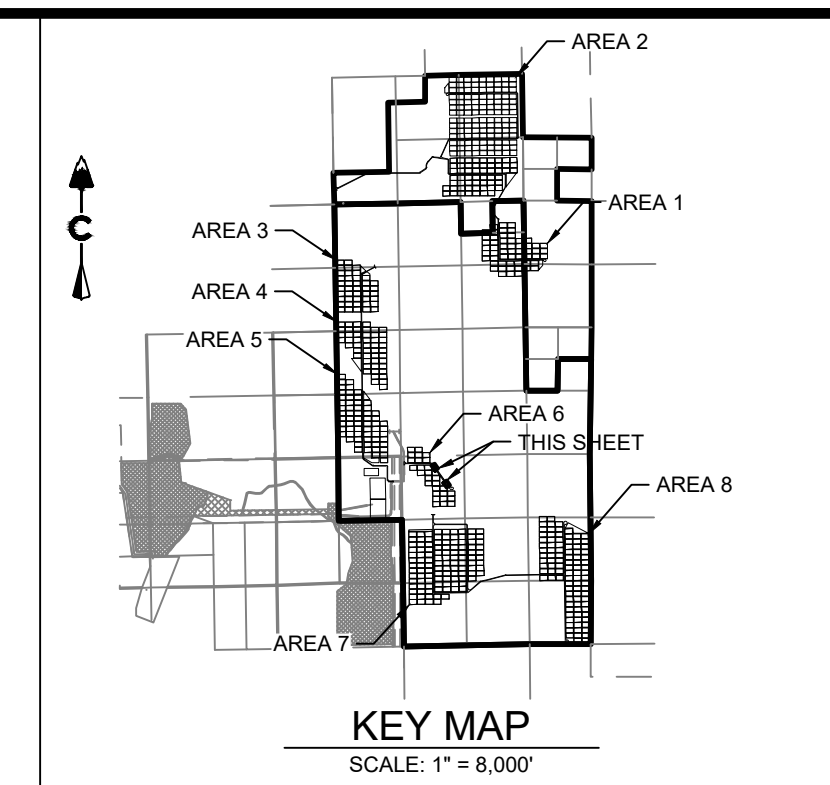 AREA 2
C
AREA 1
AREA 3
AREA 4
AREA 5
AREA 6
THIS SHEET
AREA 8
AREA 7
KEY MAP
SCALE: 1" = 8,000'